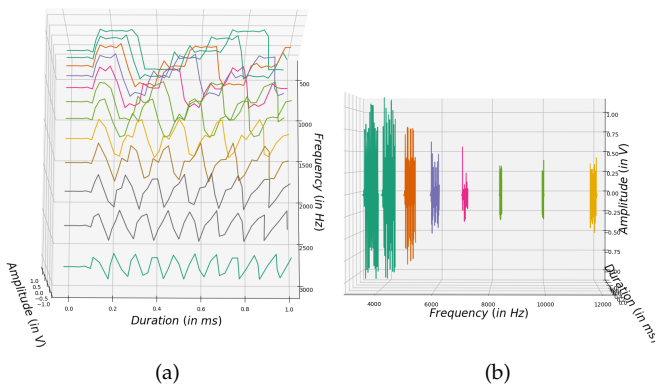 500
1000
1500
2000
2500
3000
Frequency (in Hz)
Amplitude (in V)
1.0
0.5
0.0
-0.5
-1.0
0.0 0.2 0.4 0.6 0.8 1.0
Duration (in ms)
(a)
1.00
0.75
0.50
0.25
0.00
-0.25
-0.50
-0.75
Amplitude (in V)
Duration (in ms)
4000 6000 8000 10000 12000
Frequency (in Hz)
(b)